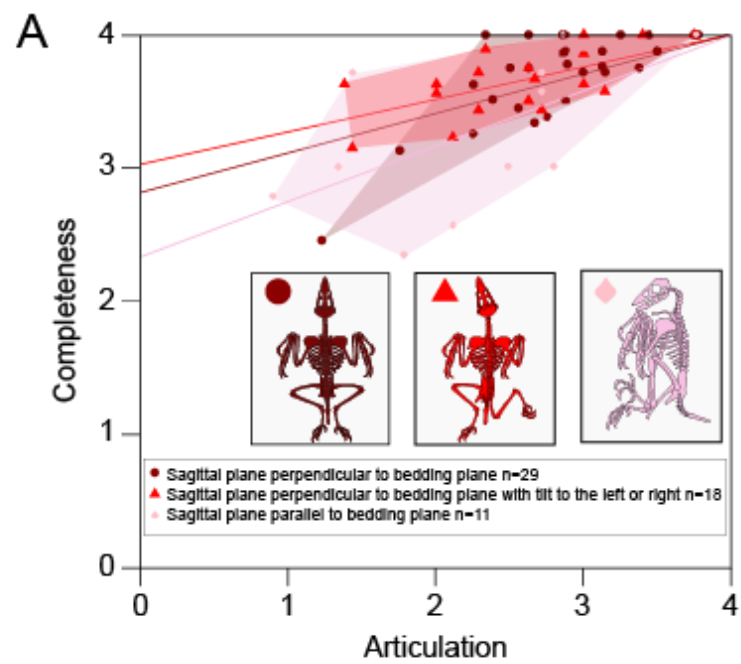 A
4
3
2
1
0
Completeness
Sagittal plane perpendicular to bedding plane n=29
Sagittal plane perpendicular to bedding plane with tilt to the left or right n=18
Sagittal plane parallel to bedding plane n=11
0 1 2 3 4
Articulation